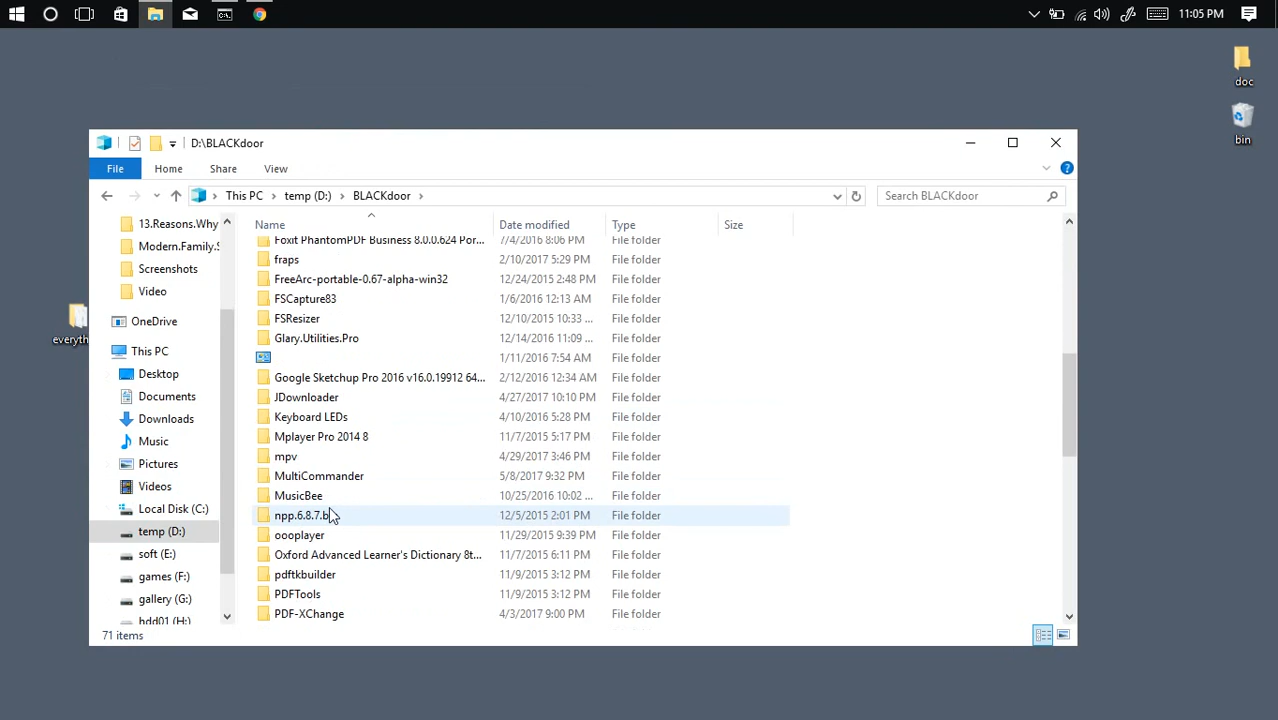 11:05 PM
doc
bin
everyth
D:\BLACKdoor
File Home Share View
This PC temp (D:) BLACKdoor
Search BLACKdoor
Name Date modified Type Size
13.Reasons.Why
Modern.Family.S
Screenshots
Video
OneDrive
This PC
Desktop
Documents
Downloads
Music
Pictures
Videos
Local Disk (C:)
temp (D:)
soft (E:)
games (F:)
gallery (G:)
hdd01 (H:)
Foxit PhantomPDF Business 8.0.0.624 Por... 7/4/2016 8:06 PM File folder
fraps 2/10/2017 5:29 PM File folder
FreeArc-portable-0.67-alpha-win32 12/24/2015 2:48 PM File folder
FSCapture83 1/6/2016 12:13 AM File folder
FSResizer 12/10/2015 10:33 ... File folder
Glary.Utilities.Pro 12/14/2016 11:09 ... File folder
1/11/2016 7:54 AM File folder
Google Sketchup Pro 2016 v16.0.19912 64... 2/12/2016 12:34 AM File folder
JDownloader 4/27/2017 10:10 PM File folder
Keyboard LEDs 4/10/2016 5:28 PM File folder
Mplayer Pro 2014 8 11/7/2015 5:17 PM File folder
mpv 4/29/2017 3:46 PM File folder
MultiCommander 5/8/2017 9:32 PM File folder
MusicBee 10/25/2016 10:02 ... File folder
npp.6.8.7.b 12/5/2015 2:01 PM File folder
oooplayer 11/29/2015 9:39 PM File folder
Oxford Advanced Learner's Dictionary 8t... 11/7/2015 6:11 PM File folder
pdftkbuilder 11/9/2015 3:12 PM File folder
PDFTools 11/9/2015 3:12 PM File folder
PDF-XChange 4/3/2017 9:00 PM File folder
71 items